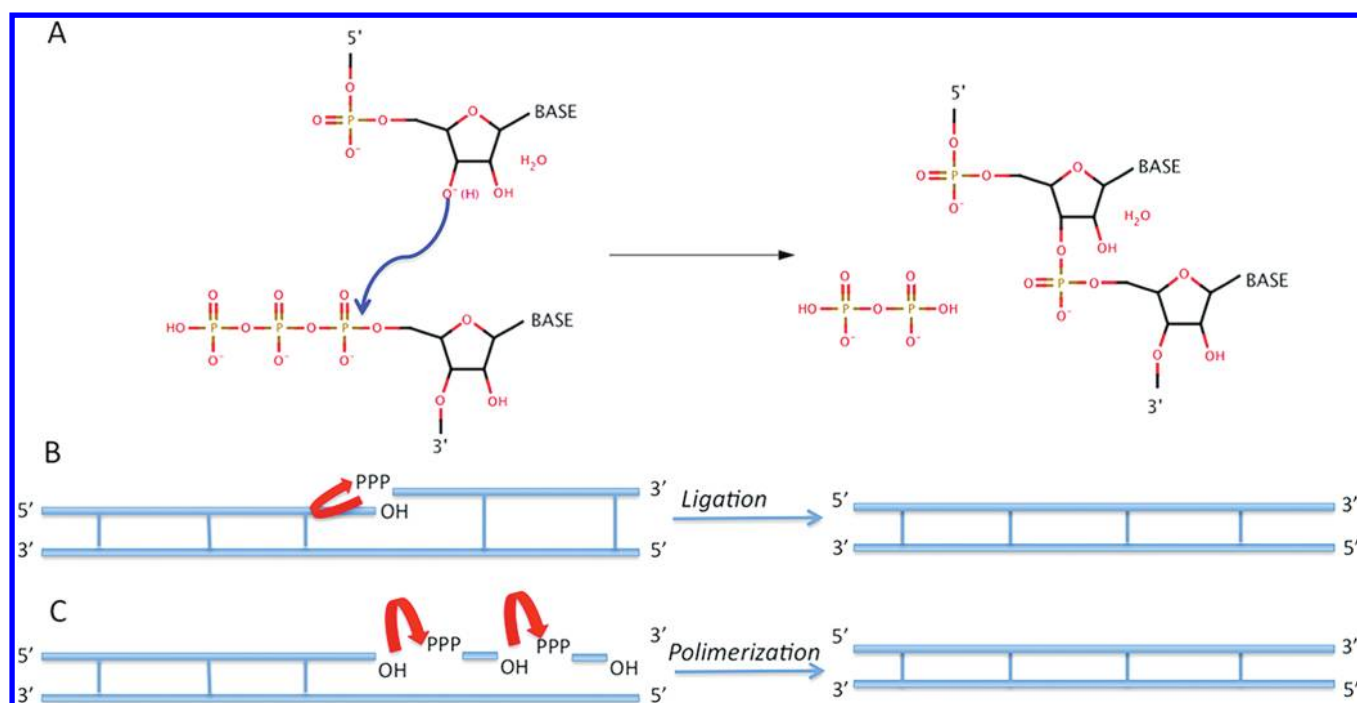 A
5'
O
O=P-O
O⁻
O
BASE
H₂O
O⁻ (H)
OH
O O O
HO-P-O-P-O-P-O
O⁻ O⁻ O⁻
O
BASE
OH
O
3'
5'
O
O=P-O
O⁻
O
BASE
H₂O
OH
O
O=P-O
O⁻
O
BASE
OH
O
3'
O O
HO-P-O-P-OH
O⁻ O⁻
B
5'
PPP
OH
3'
3'
5'
Ligation
5'
3'
3'
5'
C
5'
OH
PPP
OH
PPP
OH
3'
3'
5'
Polimerization
5'
3'
3'
5'